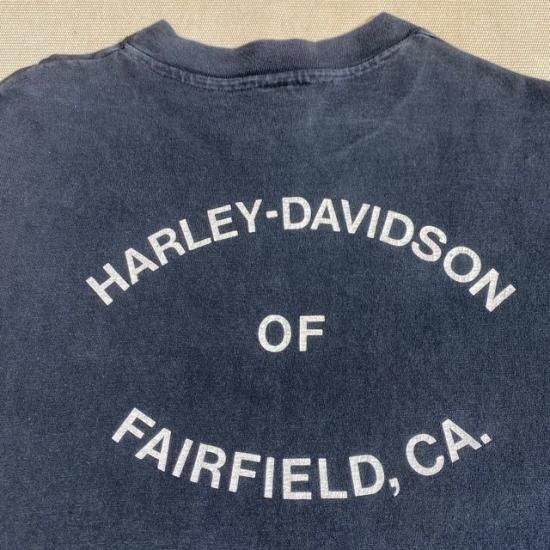 HARLEY-DAVIDSON
OF
FAIRFIELD, CA.